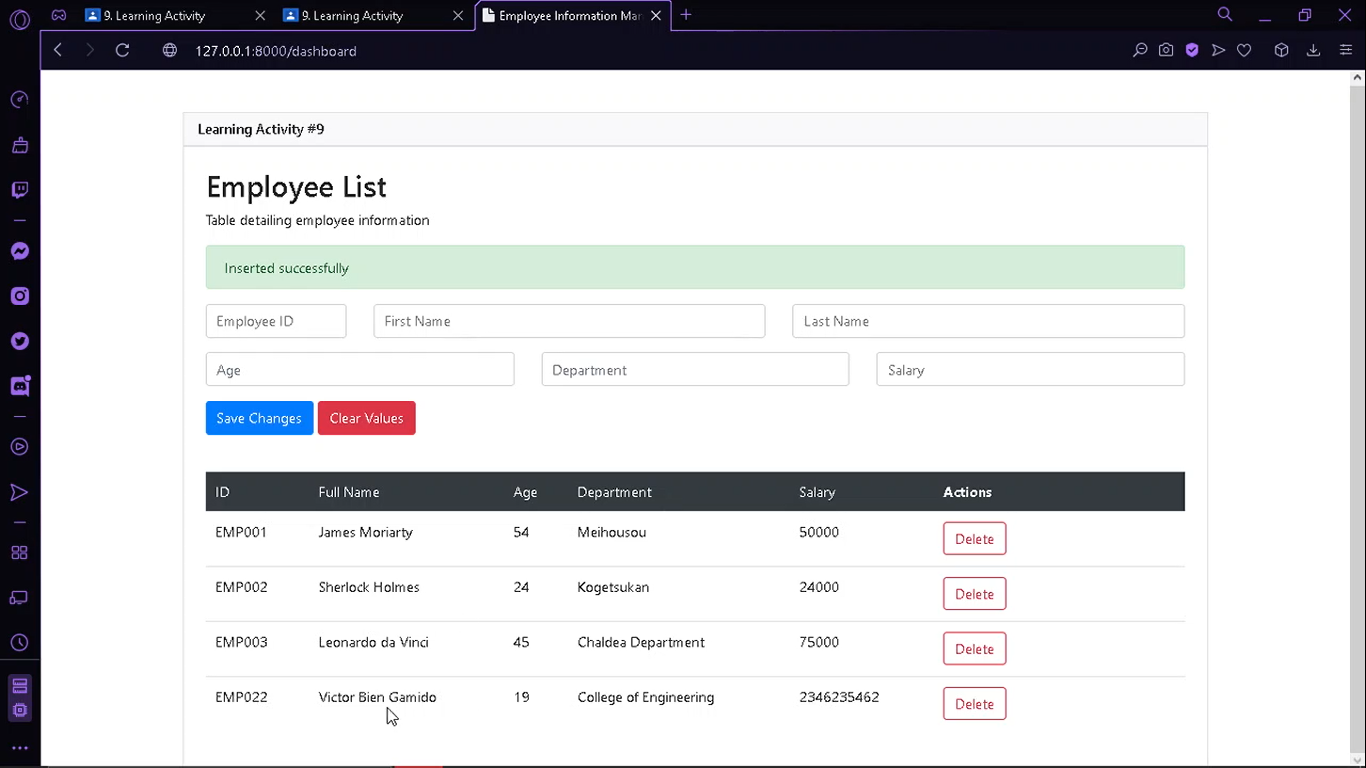 9. Learning Activity
9. Learning Activity
Employee Information Mar
127.0.0.1:8000/dashboard
Learning Activity #9
Employee List
Table detailing employee information
Inserted successfully
Employee ID First Name Last Name
Age Department Salary
Save Changes Clear Values
ID Full Name Age Department Salary Actions
EMP001 James Moriarty 54 Meihousou 50000 Delete
EMP002 Sherlock Holmes 24 Kogetsukan 24000 Delete
EMP003 Leonardo da Vinci 45 Chaldea Department 75000 Delete
EMP022 Victor Bien Gamido 19 College of Engineering 2346235462 Delete